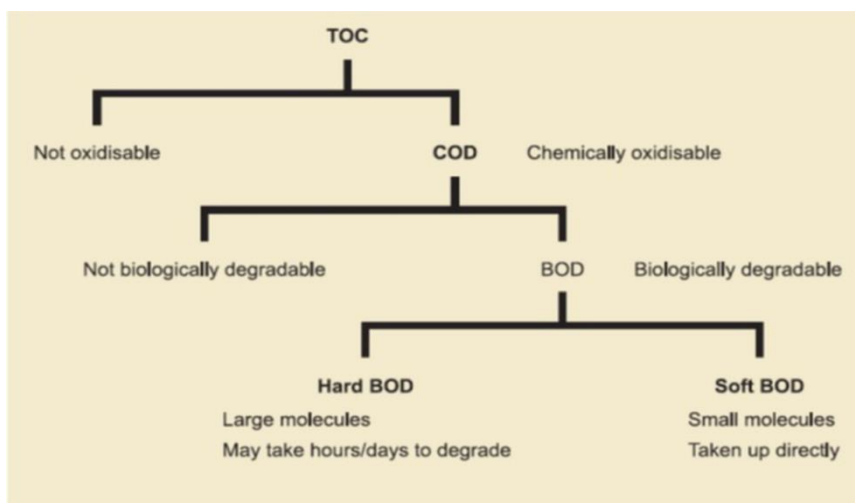 TOC
Not oxidisable
COD
Chemically oxidisable
Not biologically degradable
BOD
Biologically degradable
Hard BOD
Soft BOD
Large molecules
Small molecules
May take hours/days to degrade
Taken up directly